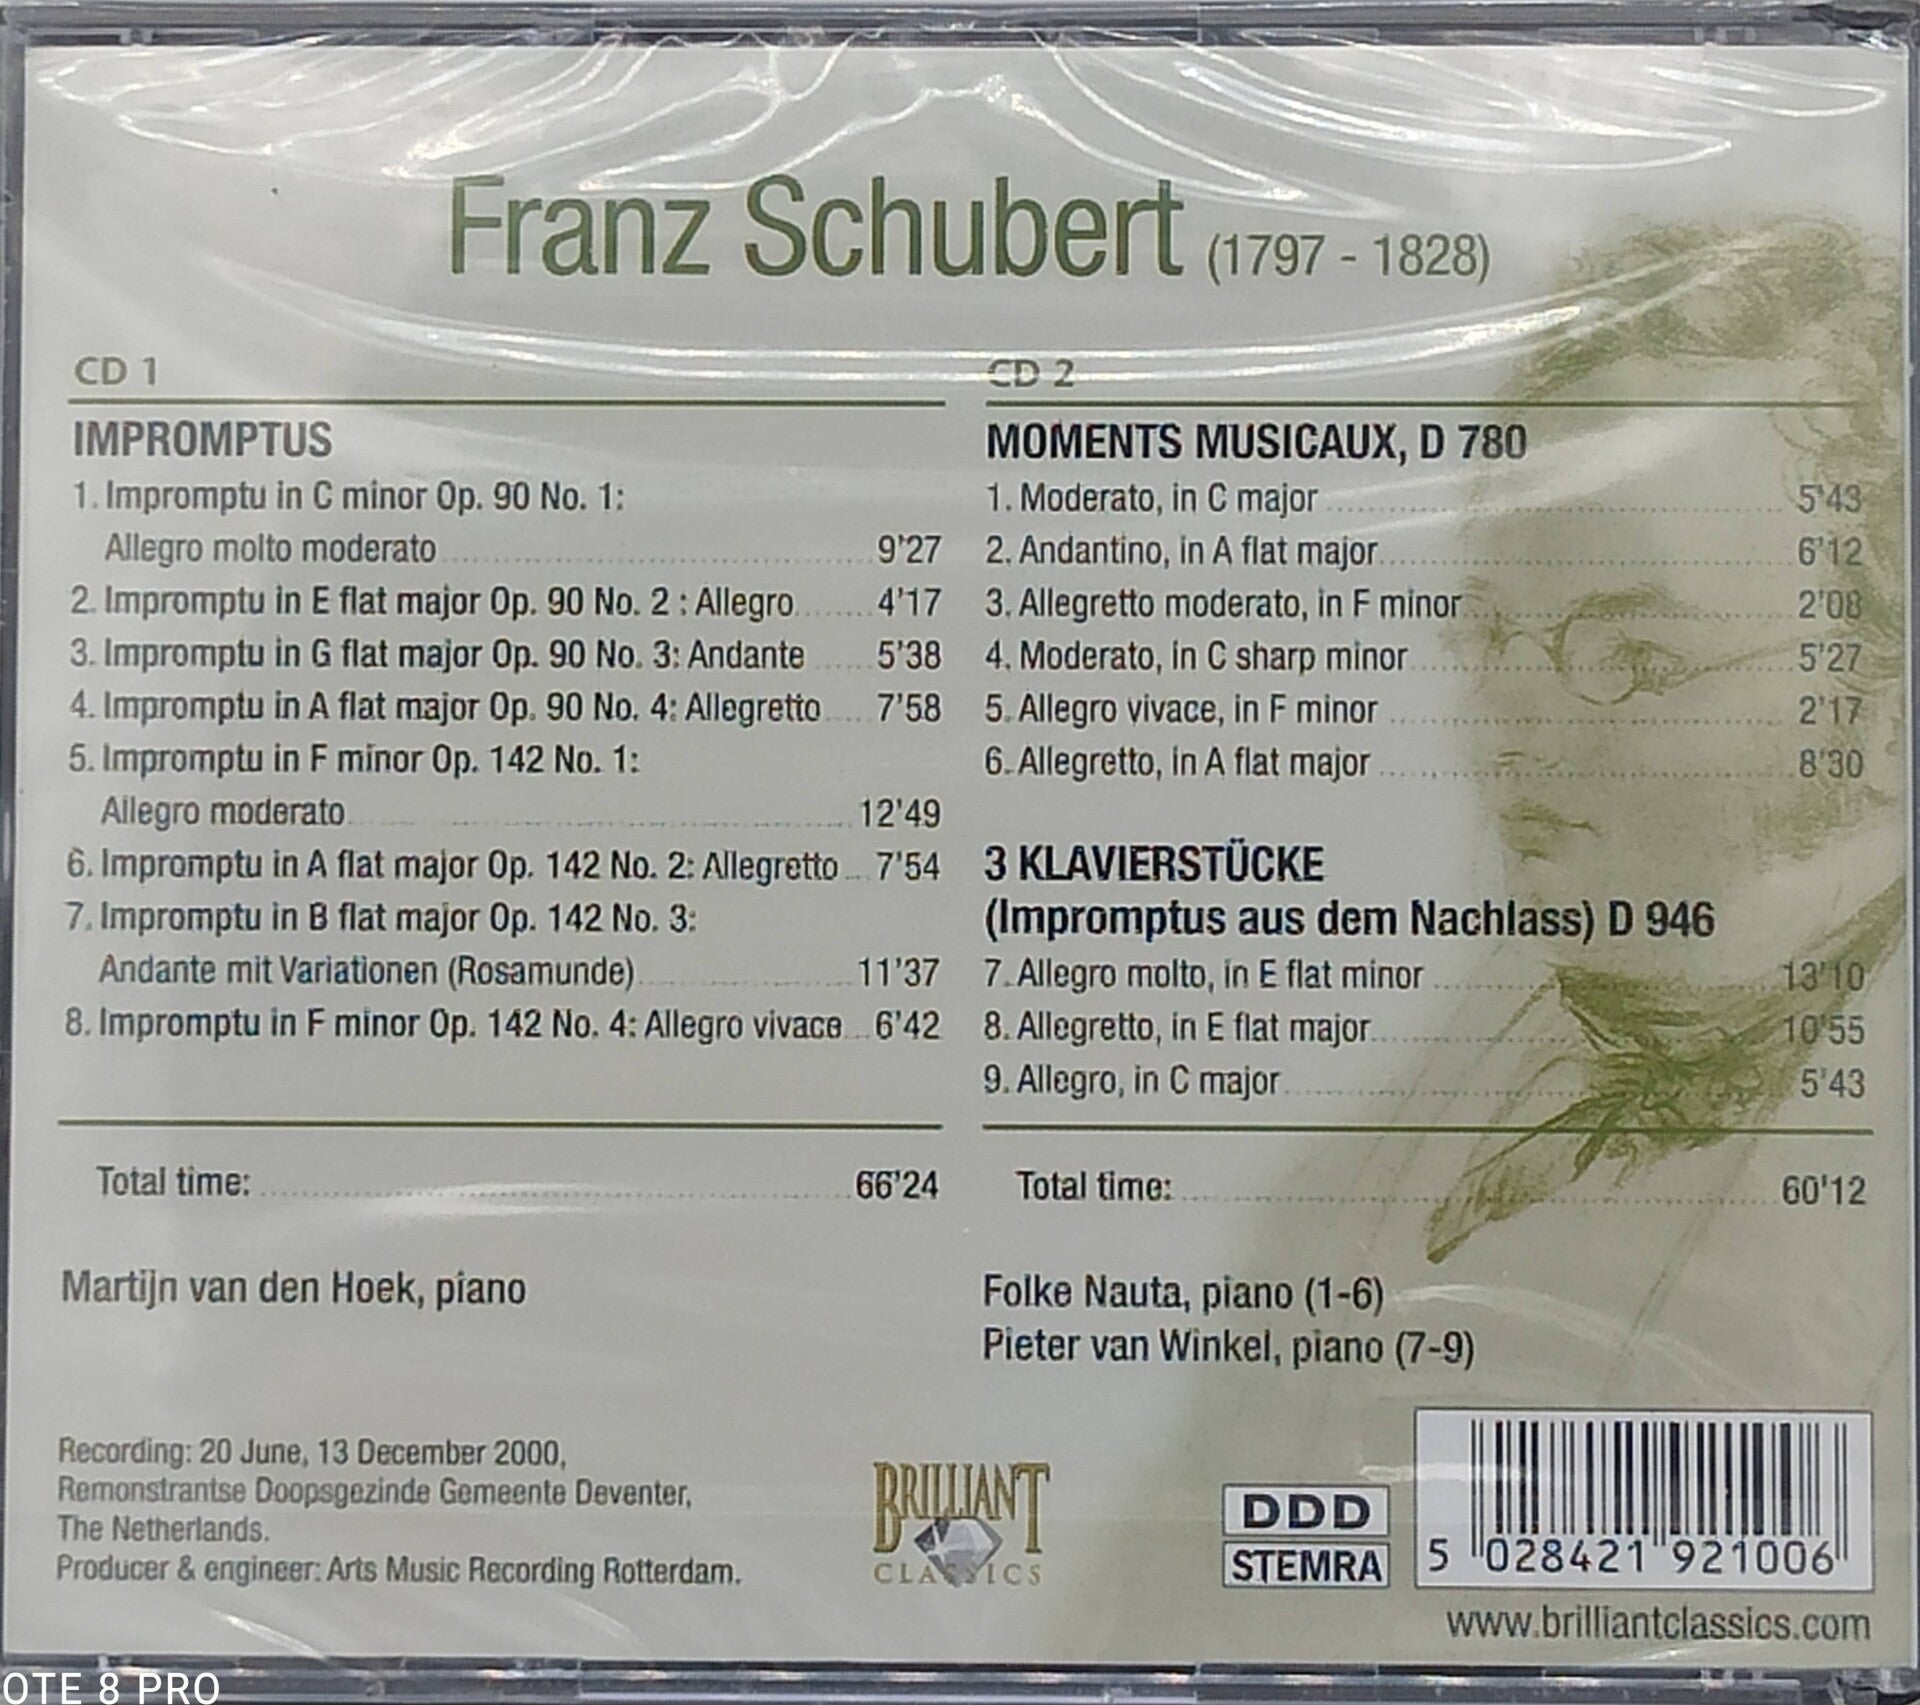 Franz Schubert (1797 - 1828)
CD 1
IMPROMPTUS
1. Impromptu in C minor Op. 90 No. 1:
Allegro molto moderato 9'27
2. Impromptu in E flat major Op. 90 No. 2 : Allegro 4'17
3. Impromptu in G flat major Op. 90 No. 3: Andante 5'38
4. Impromptu in A flat major Op. 90 No. 4: Allegretto 7'58
5. Impromptu in F minor Op. 142 No. 1:
Allegro moderato 12'49
6. Impromptu in A flat major Op. 142 No. 2: Allegretto 7'54
7. Impromptu in B flat major Op. 142 No. 3:
Andante mit Variationen (Rosamunde) 11'37
8. Impromptu in F minor Op. 142 No. 4: Allegro vivace 6'42
Total time: 66'24
Martijn van den Hoek, piano
CD 2
MOMENTS MUSICAUX, D 780
1. Moderato, in C major 5'43
2. Andantino, in A flat major 6'12
3. Allegretto moderato, in F minor 2'08
4. Moderato, in C sharp minor 5'27
5. Allegro vivace, in F minor 2'17
6. Allegretto, in A flat major 8'30
3 KLAVIERSTÜCKE
(Impromptus aus dem Nachlass) D 946
7. Allegro molto, in E flat minor 13'10
8. Allegretto, in E flat major 10'55
9. Allegro, in C major 5'43
Total time: 60'12
Folke Nauta, piano (1-6)
Pieter van Winkel, piano (7-9)
Recording: 20 June, 13 December 2000,
Remonstrantse Doopsgezinde Gemeente Deventer,
The Netherlands.
Producer & engineer: Arts Music Recording Rotterdam.
BRILLIANT
CLASSICS
DDD
STEMRA
5 028421 921006
www.brilliantclassics.com
OTE 8 PRO